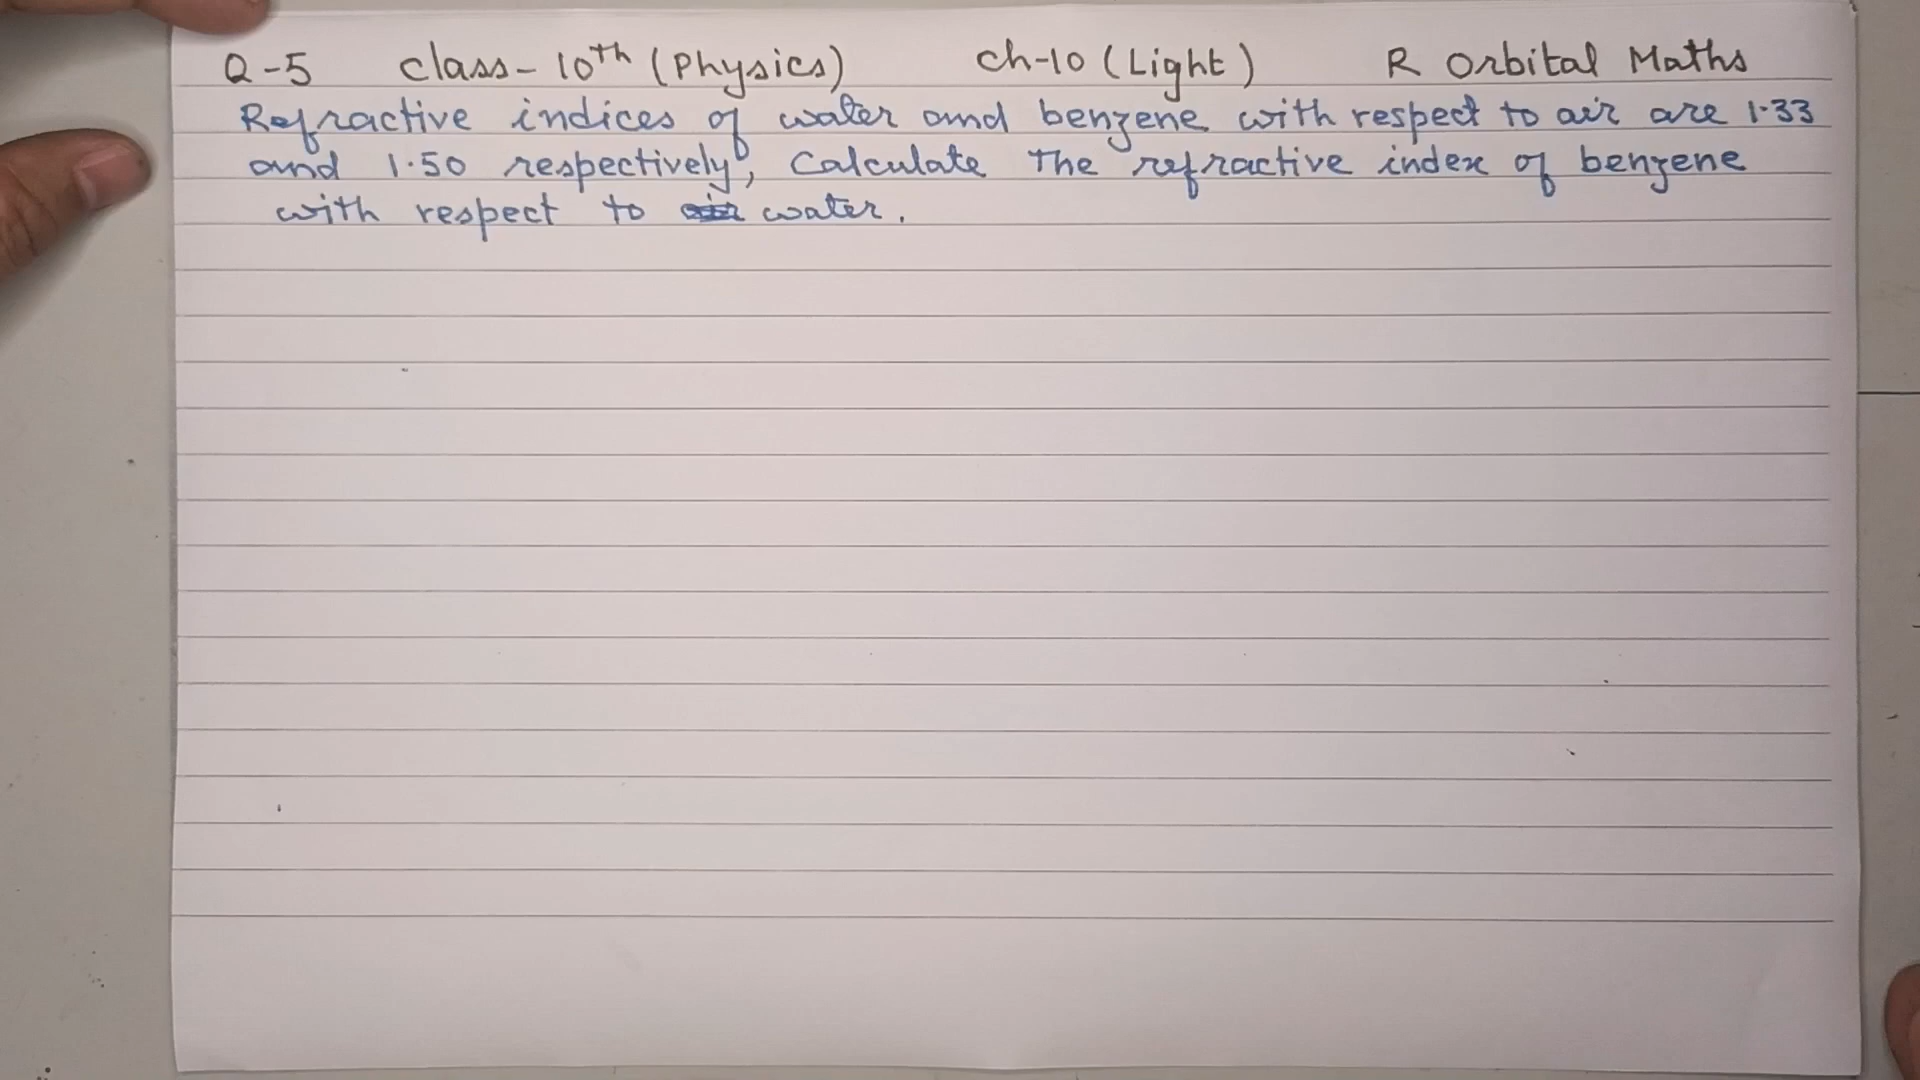 Q-5 Class-10th (Physics) Ch-10 (Light) R Orbital Maths
Refractive indices of water and benzene with respect to air are 1.33
and 1.50 respectively, Calculate The refractive index of benzene
with respect to air water.